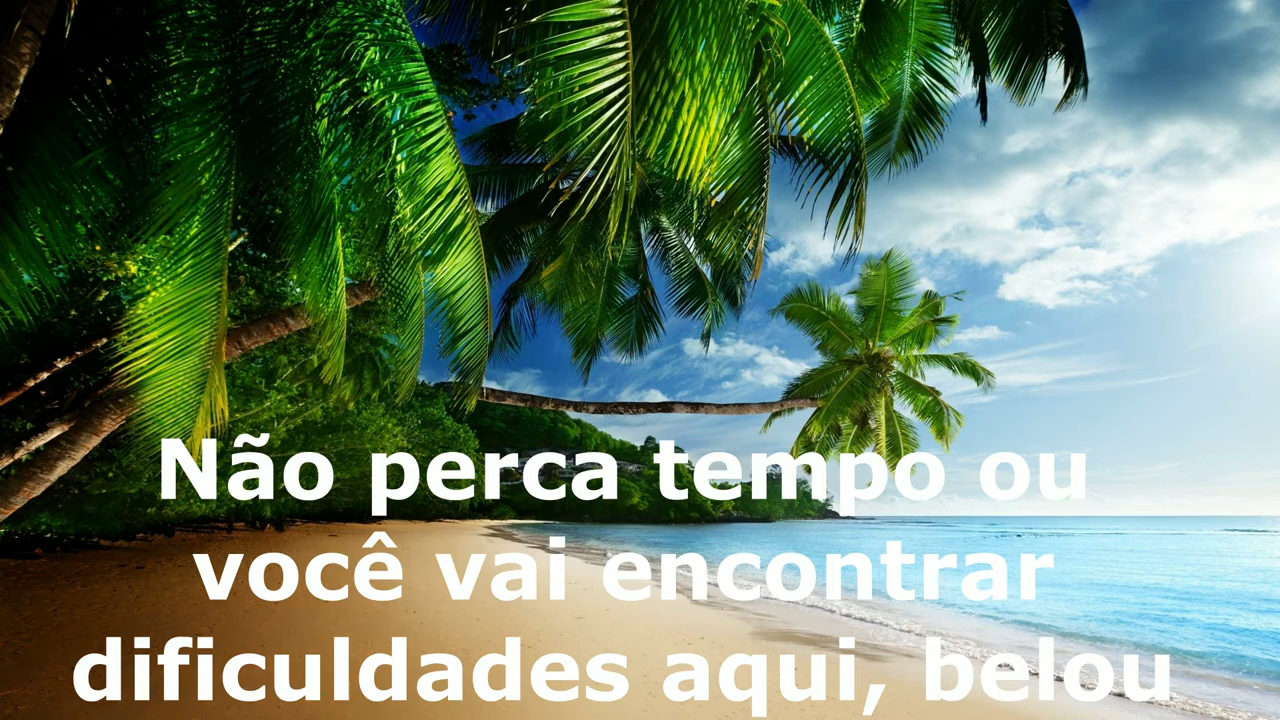 Não perca tempo ou
você vai encontrar
dificuldades aqui, belou